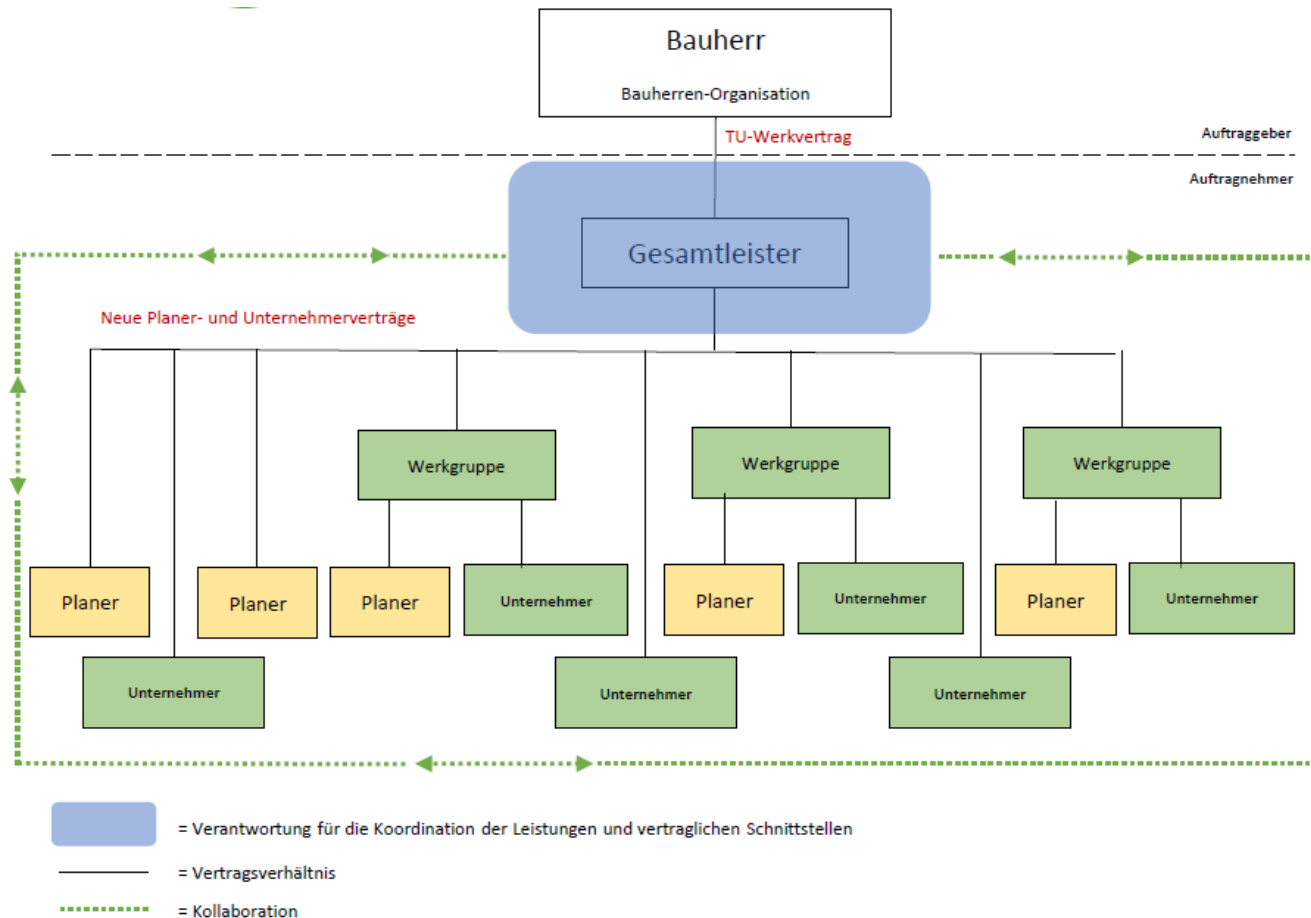 Bauherr
Bauherren-Organisation
TU-Werkvertrag
Auftraggeber
Auftragnehmer
Gesamtleister
Neue Planer- und Unternehmerverträge
Werkgruppe
Werkgruppe
Werkgruppe
Planer
Planer
Planer
Unternehmer
Planer
Unternehmer
Planer
Unternehmer
Unternehmer
Unternehmer
Unternehmer
= Verantwortung für die Koordination der Leistungen und vertraglichen Schnittstellen
= Vertragsverhältnis
= Kollaboration